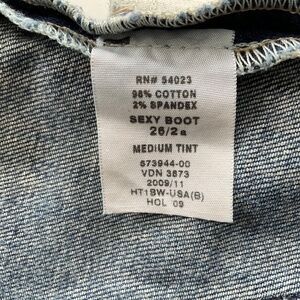 RN# 54023
98% COTTON
2% SPANDEX
SEXY BOOT
26/2a
MEDIUM TINT
673944-00
VDN 3673
2009/11
HT1BW-USA(B)
HOL 09